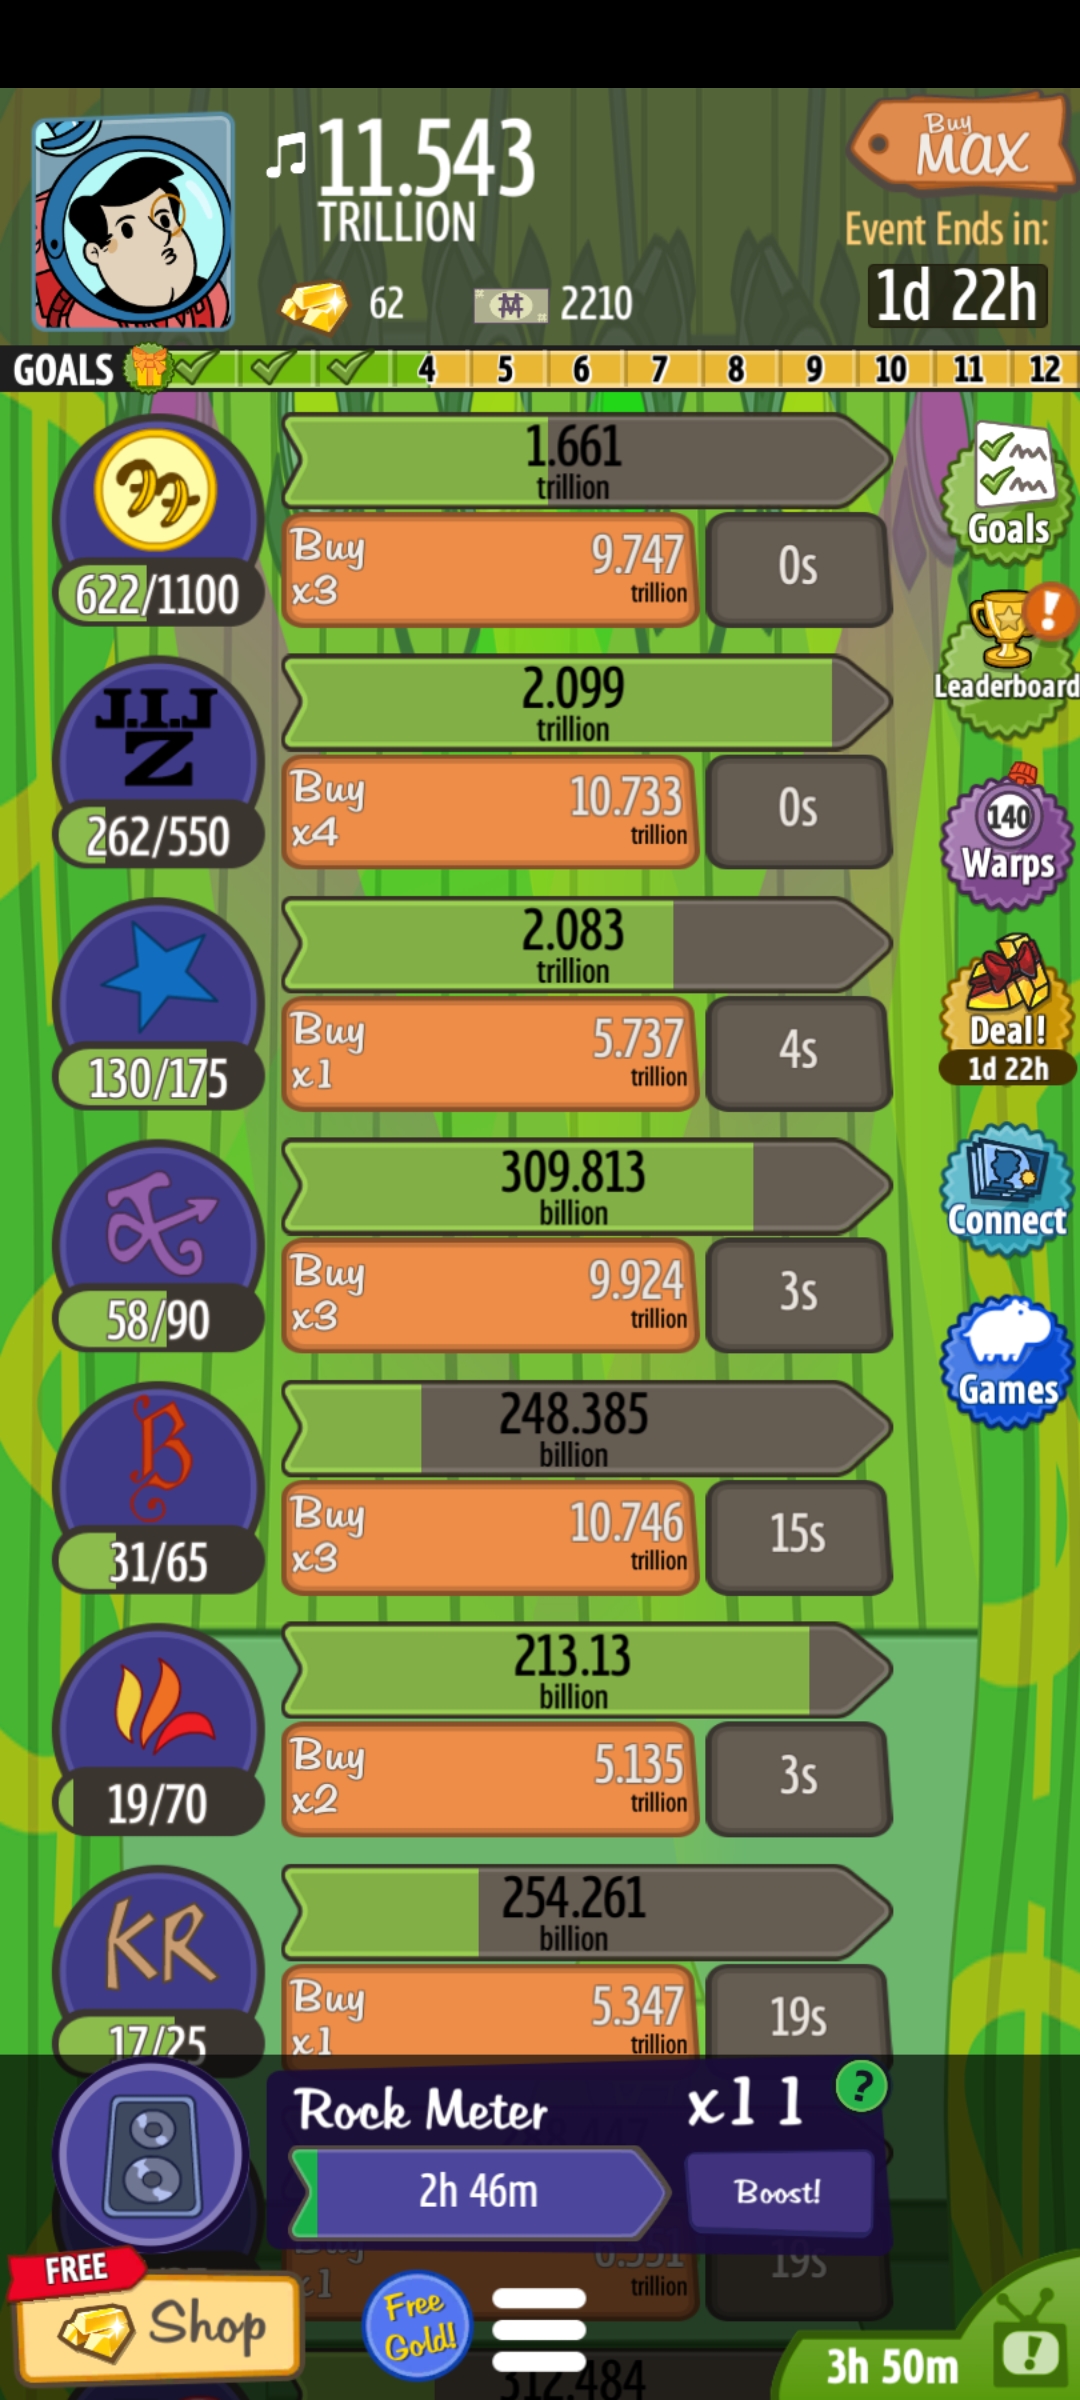 11.543
TRILLION
Buy
MAX
Event Ends in:
1d 22h
62
2210
GOALS
4 5 6 7 8 9 10 11 12
1.661
trillion
622/1100
Buy
x3
9.747
trillion
0s
Goals
J.I.J
Z
2.099
trillion
262/550
Buy
x4
10.733
trillion
0s
!
Leaderboard
140
Warps
2.083
trillion
130/175
Buy
x1
5.737
trillion
4s
Deal!
1d 22h
309.813
billion
58/90
Buy
x3
9.924
trillion
3s
Connect
B
248.385
billion
31/65
Buy
x3
10.746
trillion
15s
Games
213.13
billion
19/70
Buy
x2
5.135
trillion
3s
KR
254.261
billion
17/25
Buy
x1
5.347
trillion
19s
Rock Meter
x11
?
2h 46m
Boost!
Buy
x1
trillion
19s
FREE
Shop
Free
Gold!
312.484
3h 50m
!